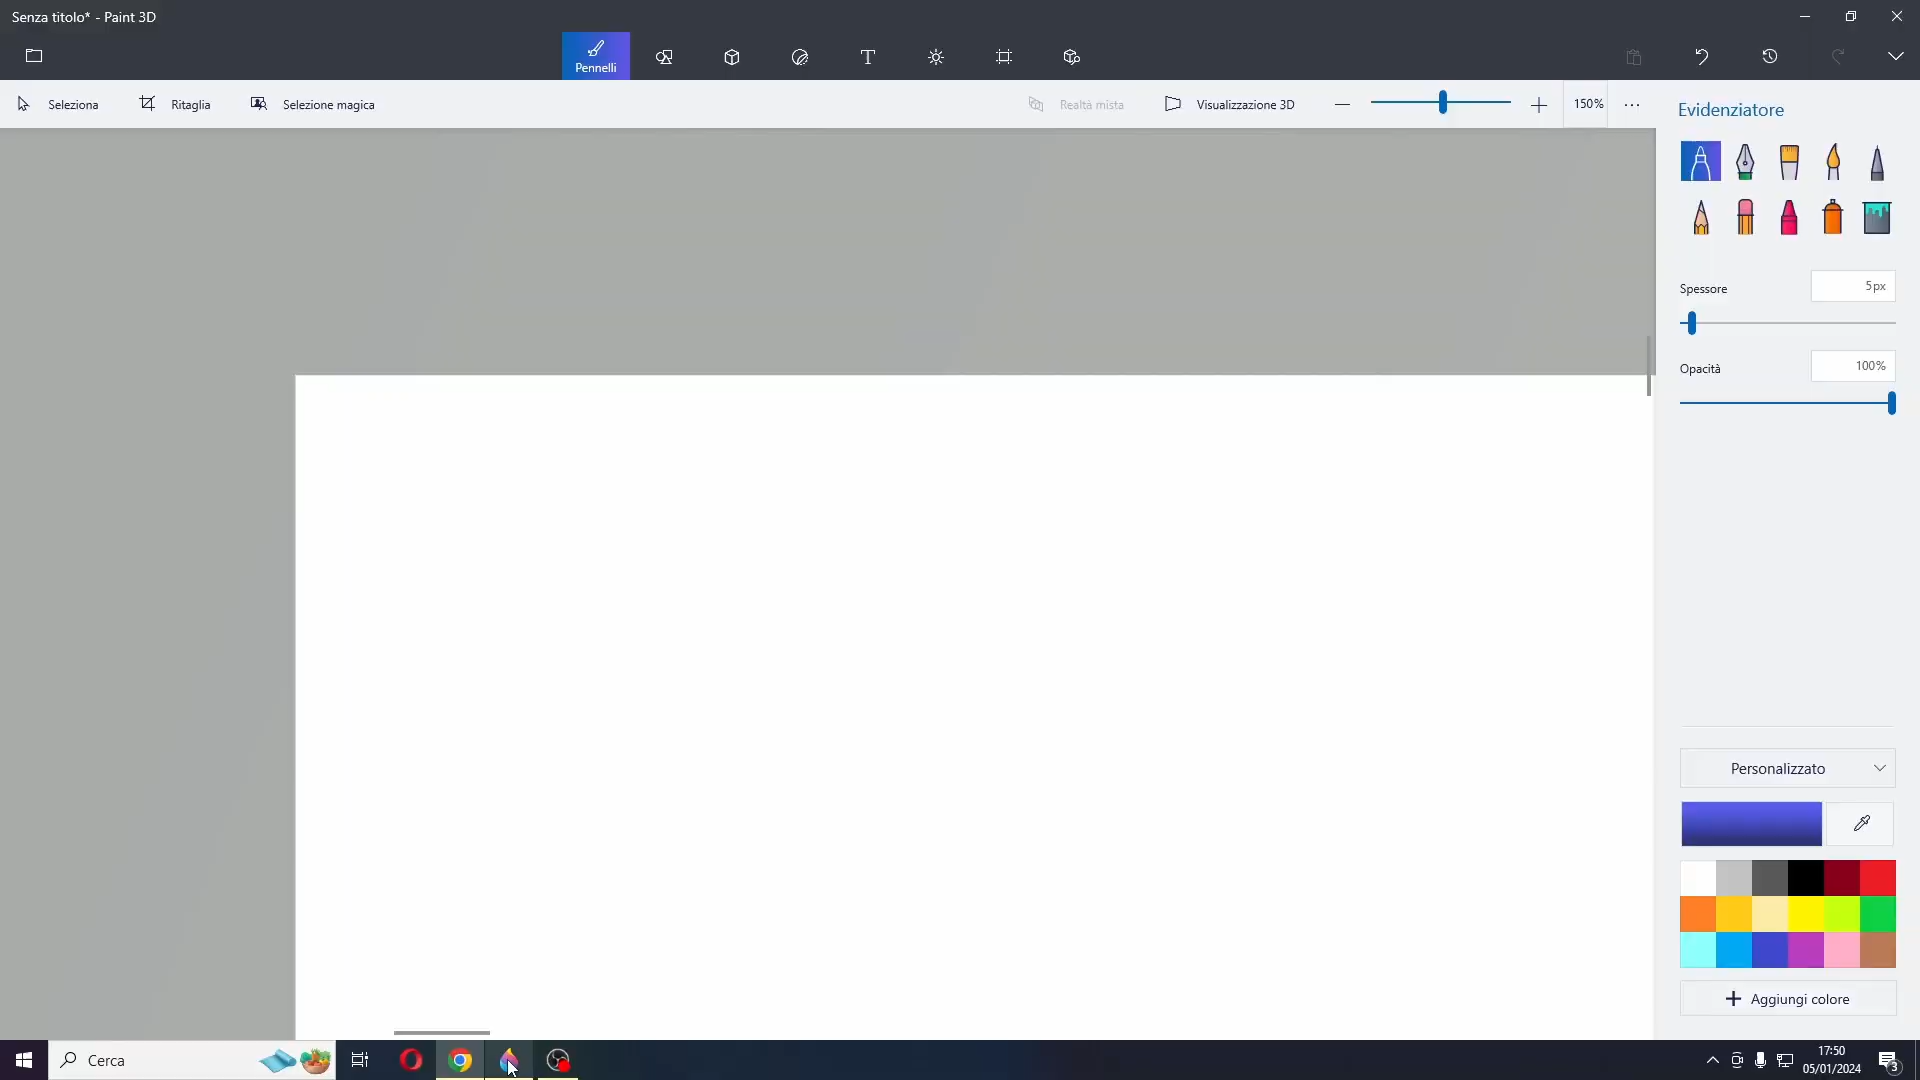 Senza titolo* - Paint 3D
Pennelli
Seleziona
Ritaglia
Selezione magica
Realtà mista
Visualizzazione 3D
150%
Evidenziatore
Spessore
5px
Opacità
100%
Personalizzato
Aggiungi colore
Cerca
17:50
05/01/2024
3